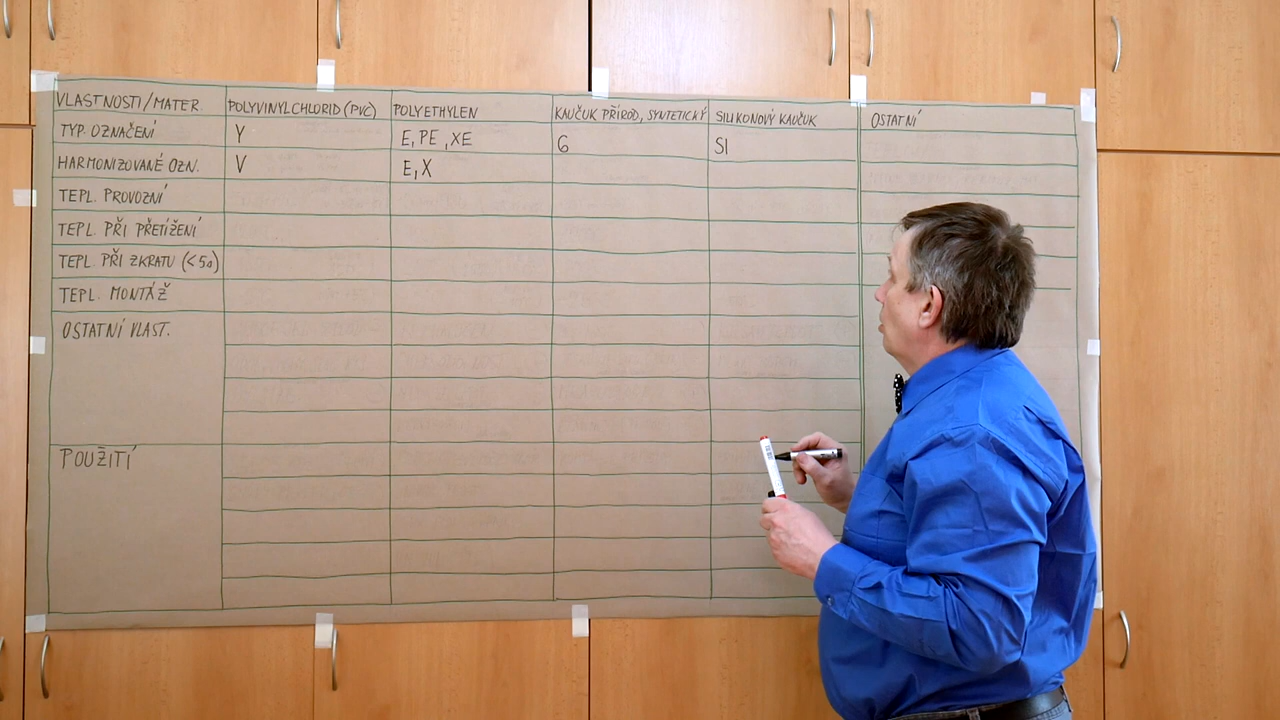 VLASTNOSTI/MATER. POLYVINYLCHLORID (PVC) POLYETHYLEN KAUČUK PŘÍROD, SYNTETICKÝ SILIKONOVÝ KAUČUK OSTATNÍ
TYP. OZNAČENÍ Y E, PE, XE G SI
HARMONIZOVANÉ OZN. V E, X
TEPL. PROVOZNÍ
TEPL. PŘI PŘETÍŽENÍ
TEPL. PŘI ZKRATU (<5s)
TEPL. MONTÁŽ
OSTATNÍ VLAST.
POUŽITÍ